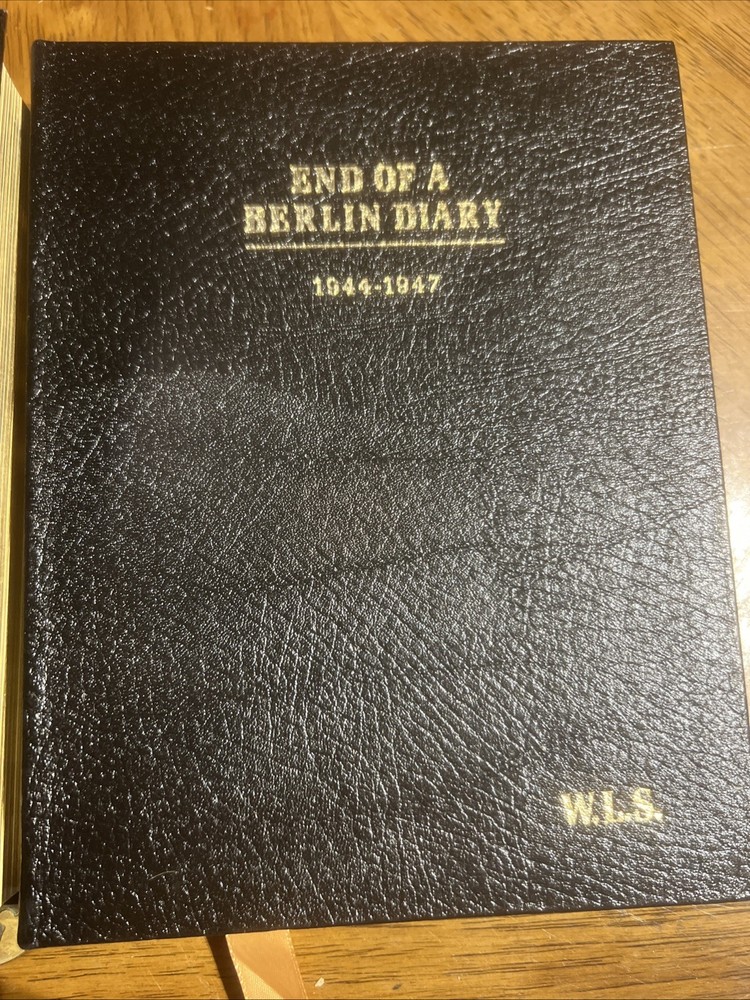 END OF A
BERLIN DIARY
1944-1947
W.L.S.